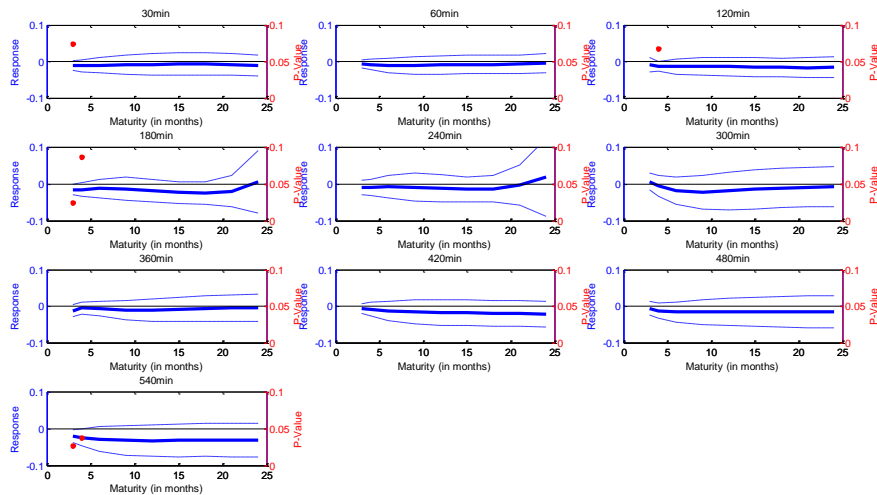 30min
60min
120min
0.1
0
-0.1
0.1
0.05
0
0.1
0
-0.1
0.1
0.05
0
0.1
0
-0.1
0.1
0.05
0
Response
P-Value
Response
P-Value
Response
P-Value
0 5 10 15 20 25
0 5 10 15 20 25
0 5 10 15 20 25
Maturity (in months)
Maturity (in months)
Maturity (in months)
180min
240min
300min
0.1
0
-0.1
0.1
0.05
0
0.1
0
-0.1
0.1
0.05
0
0.1
0
-0.1
0.1
0.05
0
Response
P-Value
Response
P-Value
Response
P-Value
0 5 10 15 20 25
0 5 10 15 20 25
0 5 10 15 20 25
Maturity (in months)
Maturity (in months)
Maturity (in months)
360min
420min
480min
0.1
0
-0.1
0.1
0.05
0
0.1
0
-0.1
0.1
0.05
0
0.1
0
-0.1
0.1
0.05
0
Response
P-Value
Response
P-Value
Response
P-Value
0 5 10 15 20 25
0 5 10 15 20 25
0 5 10 15 20 25
Maturity (in months)
Maturity (in months)
Maturity (in months)
540min
0.1
0
-0.1
0.1
0.05
0
Response
P-Value
0 5 10 15 20 25
Maturity (in months)